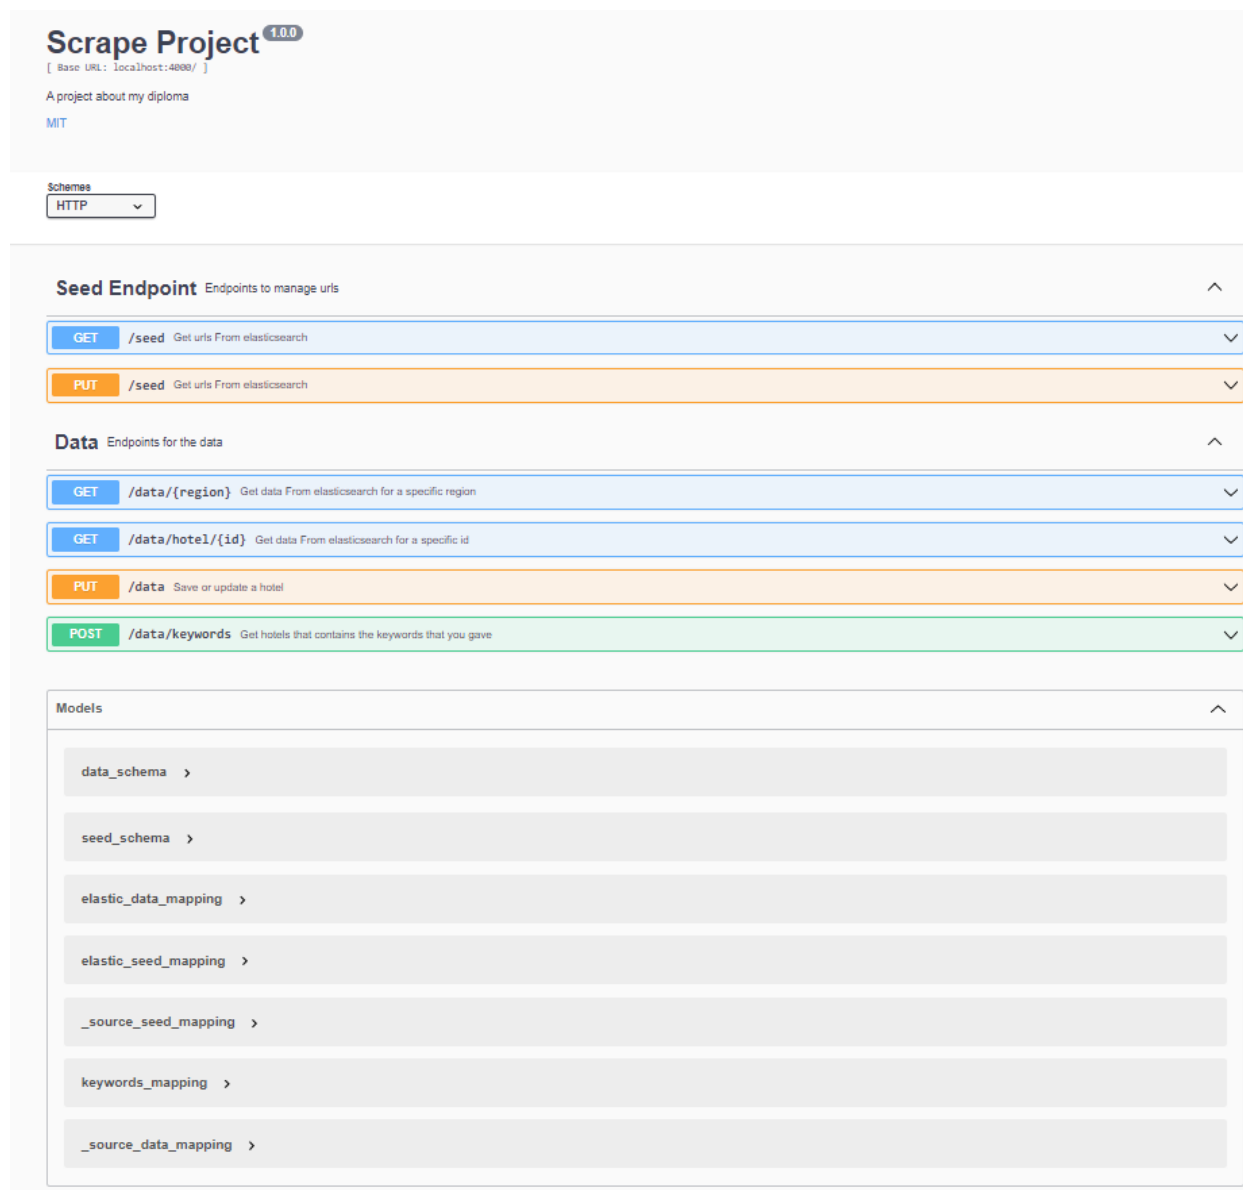 Scrape Project 1.0.0
[ Base URL: localhost:4000/ ]
A project about my diploma
MIT
Schemes
HTTP
Seed Endpoint Endpoints to manage urls
GET /seed Get urls From elasticsearch
PUT /seed Get urls From elasticsearch
Data Endpoints for the data
GET /data/{region} Get data From elasticsearch for a specific region
GET /data/hotel/{id} Get data From elasticsearch for a specific id
PUT /data Save or update a hotel
POST /data/keywords Get hotels that contains the keywords that you gave
Models
data_schema
seed_schema
elastic_data_mapping
elastic_seed_mapping
_source_seed_mapping
keywords_mapping
_source_data_mapping